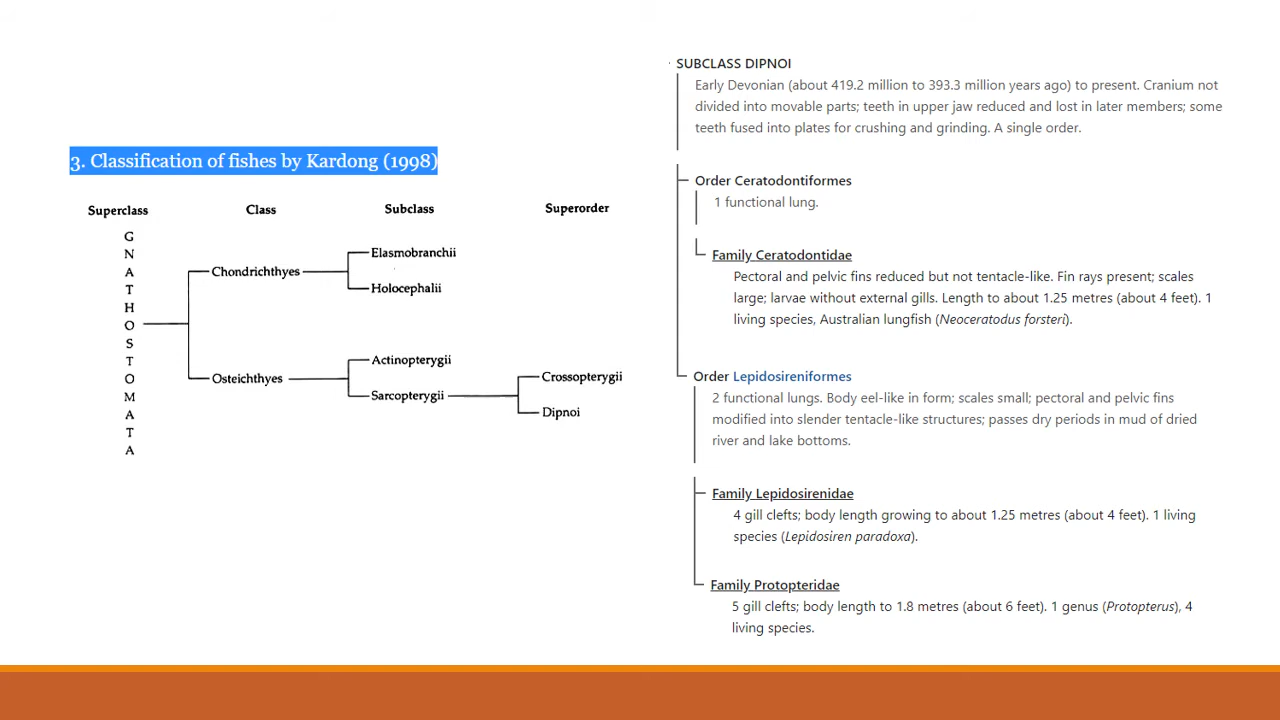 3. Classification of fishes by Kardong (1998)
Superclass Class Subclass Superorder
G
N
A
T
H
O
S
T
O
M
A
T
A
Elasmobranchii
Chondrichthyes
Holocephalii
Actinopterygii
Osteichthyes
Crossopterygii
Sarcopterygii
Dipnoi
SUBCLASS DIPNOI
Early Devonian (about 419.2 million to 393.3 million years ago) to present. Cranium not
divided into movable parts; teeth in upper jaw reduced and lost in later members; some
teeth fused into plates for crushing and grinding. A single order.
Order Ceratodontiformes
1 functional lung.
Family Ceratodontidae
Pectoral and pelvic fins reduced but not tentacle-like. Fin rays present; scales
large; larvae without external gills. Length to about 1.25 metres (about 4 feet). 1
living species, Australian lungfish (Neoceratodus forsteri).
Order Lepidosireniformes
2 functional lungs. Body eel-like in form; scales small; pectoral and pelvic fins
modified into slender tentacle-like structures; passes dry periods in mud of dried
river and lake bottoms.
Family Lepidosirenidae
4 gill clefts; body length growing to about 1.25 metres (about 4 feet). 1 living
species (Lepidosiren paradoxa).
Family Protopteridae
5 gill clefts; body length to 1.8 metres (about 6 feet). 1 genus (Protopterus), 4
living species.